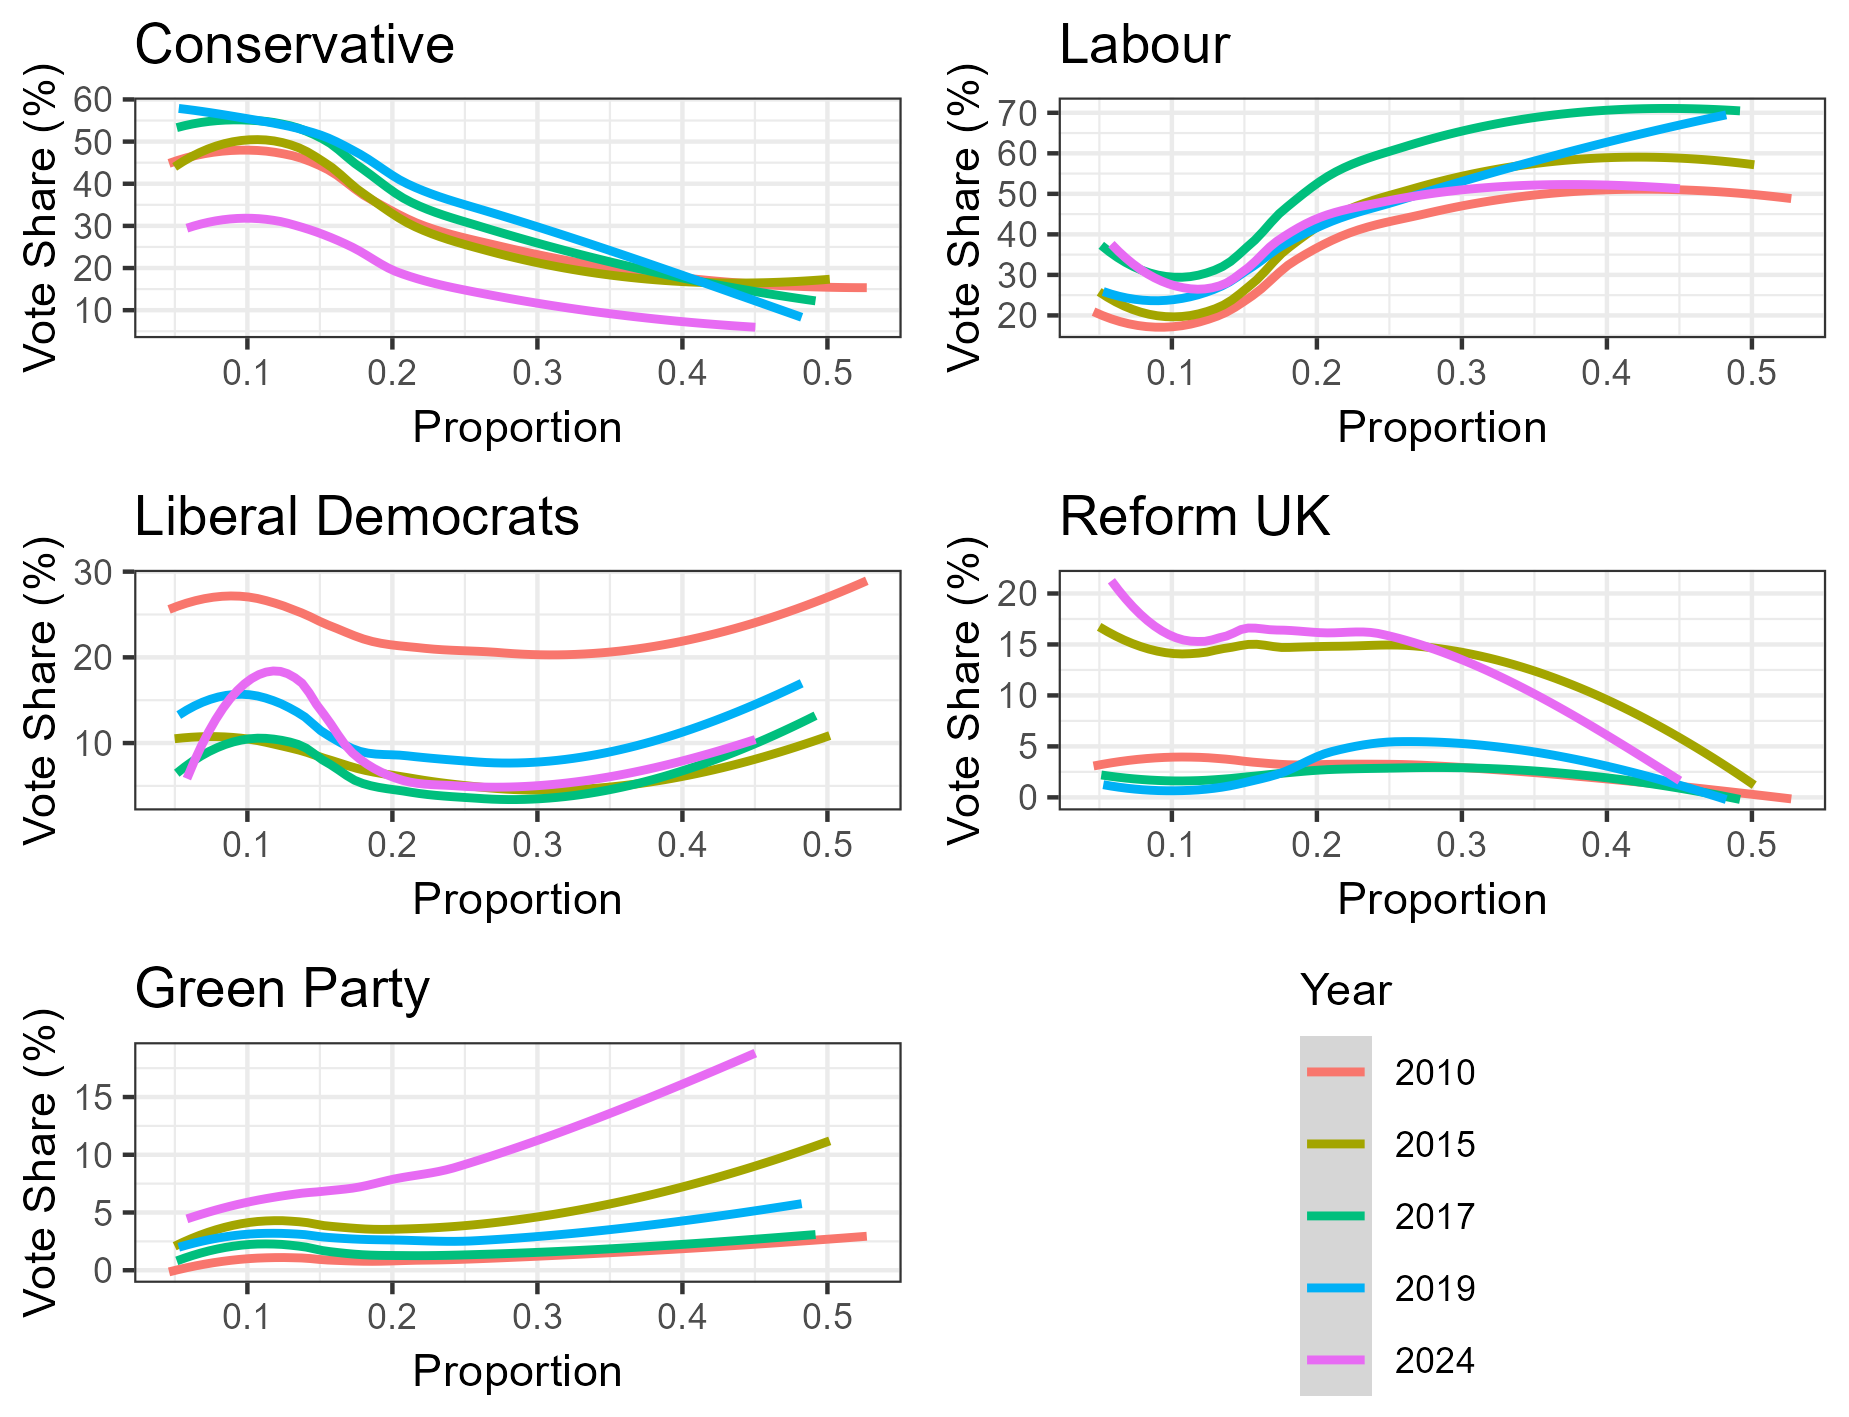 Conservative
Labour
Vote Share (%)
60
50
40
30
20
10
0.1 0.2 0.3 0.4 0.5
Proportion
Vote Share (%)
70
60
50
40
30
20
0.1 0.2 0.3 0.4 0.5
Proportion
Liberal Democrats
Reform UK
Vote Share (%)
30
20
10
0.1 0.2 0.3 0.4 0.5
Proportion
Vote Share (%)
20
15
10
5
0
0.1 0.2 0.3 0.4 0.5
Proportion
Green Party
Vote Share (%)
15
10
5
0
0.1 0.2 0.3 0.4 0.5
Proportion
Year
2010
2015
2017
2019
2024